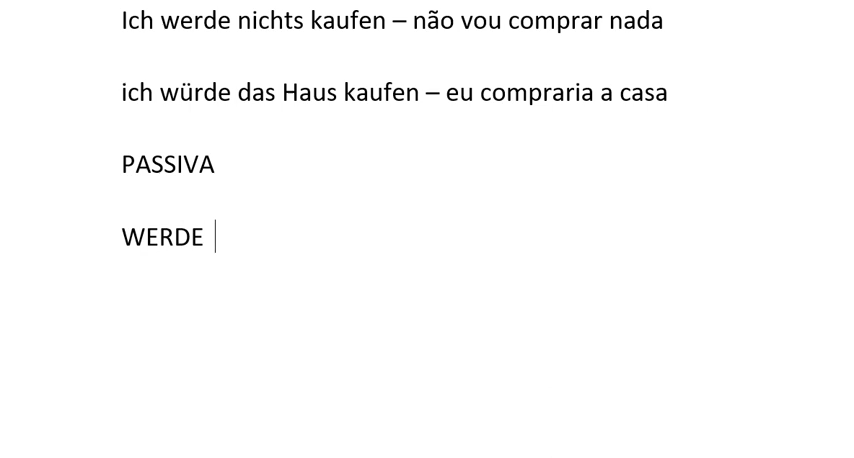 Ich werde nichts kaufen – não vou comprar nada
ich würde das Haus kaufen – eu compraria a casa
PASSIVA
WERDE